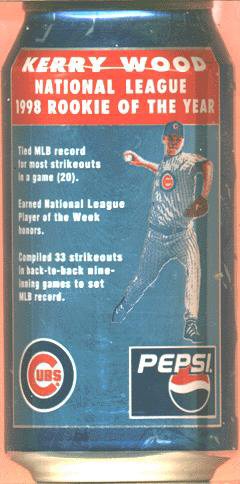 KERRY WOOD
NATIONAL LEAGUE
1998 ROOKIE OF THE YEAR
Tied MLB record
for most strikeouts
in a game (20).
Earned National League
Player of the Week
honors.
Compiled 33 strikeouts
in back-to-back nine-
inning games to set
MLB record.
CUBS
PEPSI